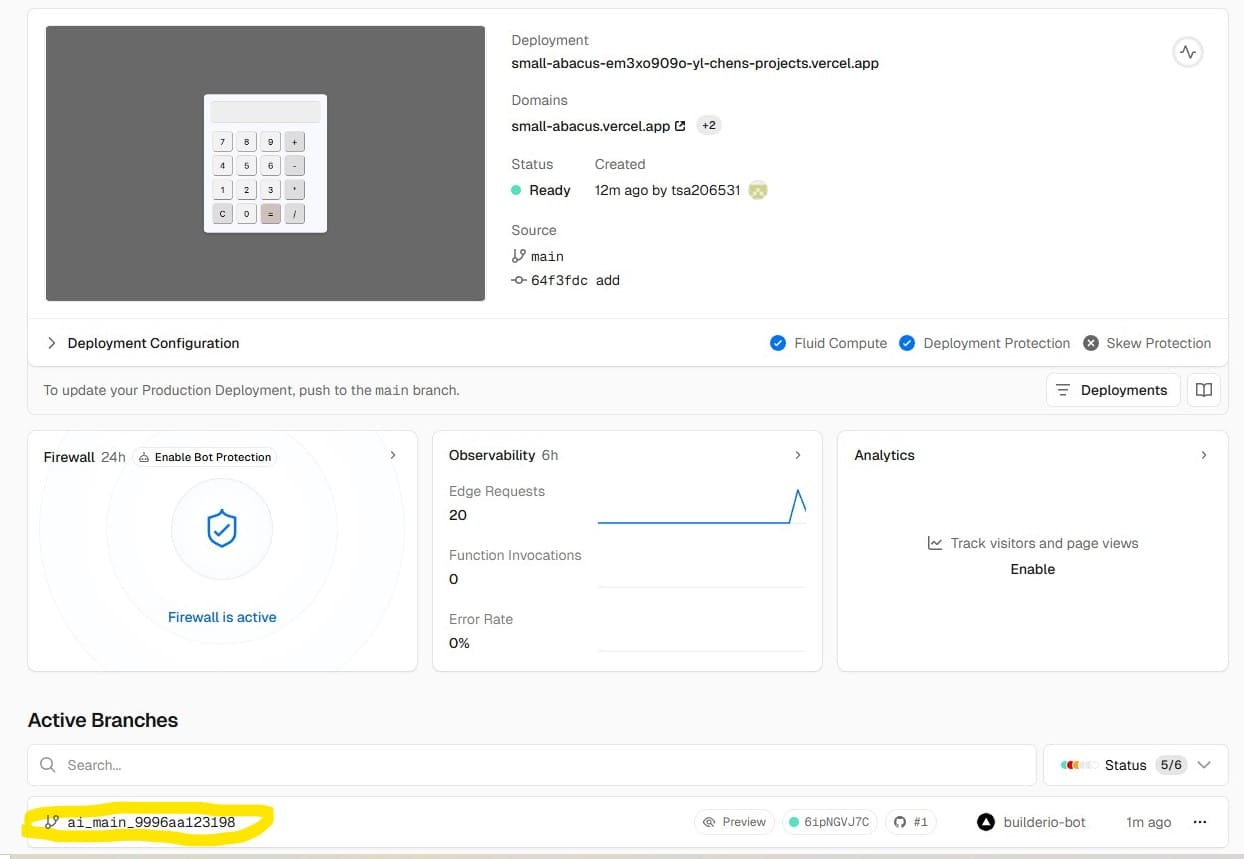 Deployment
small-abacus-em3xo909o-yl-chens-projects.vercel.app
Domains
small-abacus.vercel.app +2
Status Created
Ready 12m ago by tsa206531
Source
main
64f3fdc add
7 8 9 +
4 5 6 -
1 2 3 *
C 0 = /
Deployment Configuration Fluid Compute Deployment Protection Skew Protection
To update your Production Deployment, push to the main branch. Deployments
Firewall 24h Enable Bot Protection
Firewall is active
Observability 6h
Edge Requests
20
Function Invocations
0
Error Rate
0%
Analytics
Track visitors and page views
Enable
Active Branches
Search... Status 5/6
ai_main_9996aa123198 Preview 6ipNGVJ7C #1 builderio-bot 1m ago